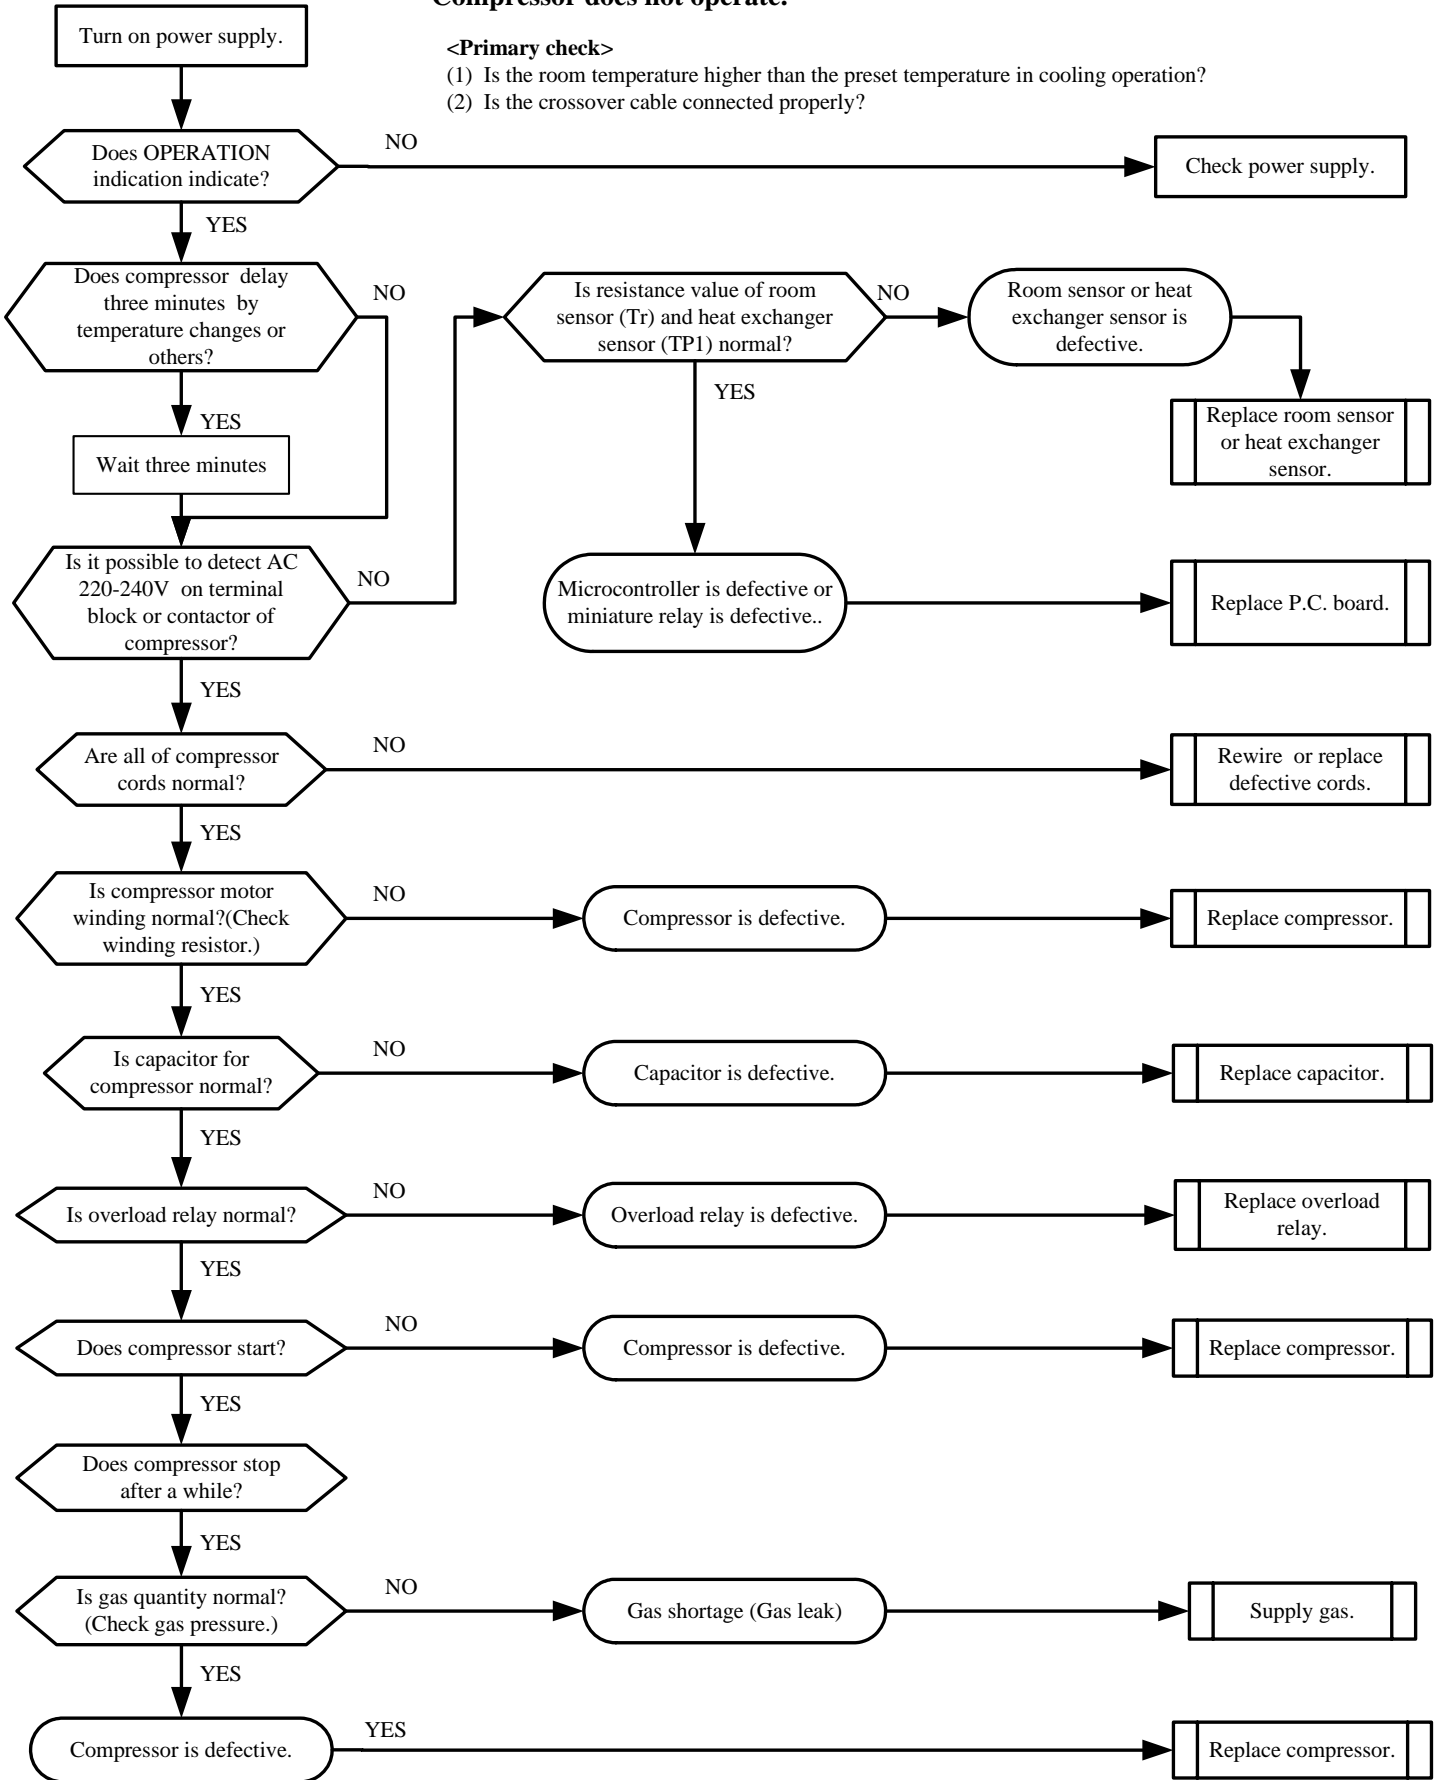 Compressor does not operate.
Turn on power supply.
<Primary check>
(1) Is the room temperature higher than the preset temperature in cooling operation?
(2) Is the crossover cable connected properly?
Does OPERATION
indication indicate?
NO
Check power supply.
YES
Does compressor delay
three minutes by
temperature changes or
others?
NO
Is resistance value of room
sensor (Tr) and heat exchanger
sensor (TP1) normal?
NO
Room sensor or heat
exchanger sensor is
defective.
YES
YES
Replace room sensor
or heat exchanger
sensor.
Wait three minutes
Is it possible to detect AC
220-240V on terminal
block or contactor of
compressor?
NO
Microcontroller is defective or
miniature relay is defective..
Replace P.C. board.
YES
Are all of compressor
cords normal?
NO
Rewire or replace
defective cords.
YES
Is compressor motor
winding normal?(Check
winding resistor.)
NO
Compressor is defective.
Replace compressor.
YES
Is capacitor for
compressor normal?
NO
Capacitor is defective.
Replace capacitor.
YES
Is overload relay normal?
NO
Overload relay is defective.
Replace overload
relay.
YES
Does compressor start?
NO
Compressor is defective.
Replace compressor.
YES
Does compressor stop
after a while?
YES
Is gas quantity normal?
(Check gas pressure.)
NO
Gas shortage (Gas leak)
Supply gas.
YES
Compressor is defective.
YES
Replace compressor.